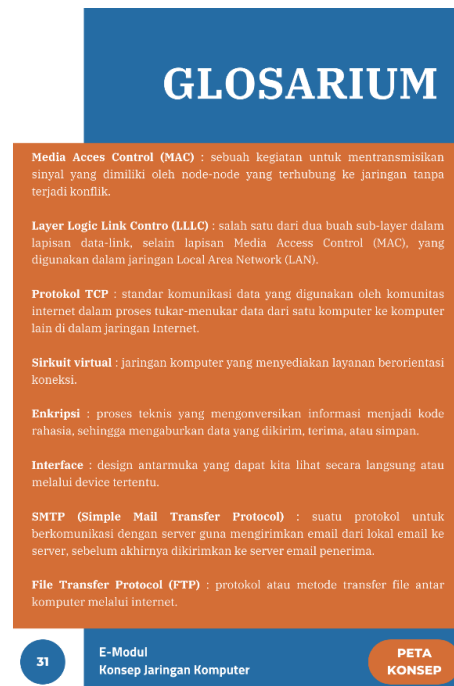 GLOSARIUM
Media Acces Control (MAC) : sebuah kegiatan untuk mentransmisikan
sinyal yang dimiliki oleh node-node yang terhubung ke jaringan tanpa
terjadi konflik.
Layer Logic Link Contro (LLLC) : salah satu dari dua buah sub-layer dalam
lapisan data-link, selain lapisan Media Access Control (MAC), yang
digunakan dalam jaringan Local Area Network (LAN).
Protokol TCP : standar komunikasi data yang digunakan oleh komunitas
internet dalam proses tukar-menukar data dari satu komputer ke komputer
lain di dalam jaringan Internet.
Sirkuit virtual : jaringan komputer yang menyediakan layanan berorientasi
koneksi.
Enkripsi : proses teknis yang mengonversikan informasi menjadi kode
rahasia, sehingga mengaburkan data yang dikirim, terima, atau simpan.
Interface : design antarmuka yang dapat kita lihat secara langsung atau
melalui device tertentu.
SMTP (Simple Mail Transfer Protocol) : suatu protokol untuk
berkomunikasi dengan server guna mengirimkan email dari lokal email ke
server, sebelum akhirnya dikirimkan ke server email penerima.
File Transfer Protocol (FTP) : protokol atau metode transfer file antar
komputer melalui internet.
31
E-Modul
Konsep Jaringan Komputer
PETA
KONSEP